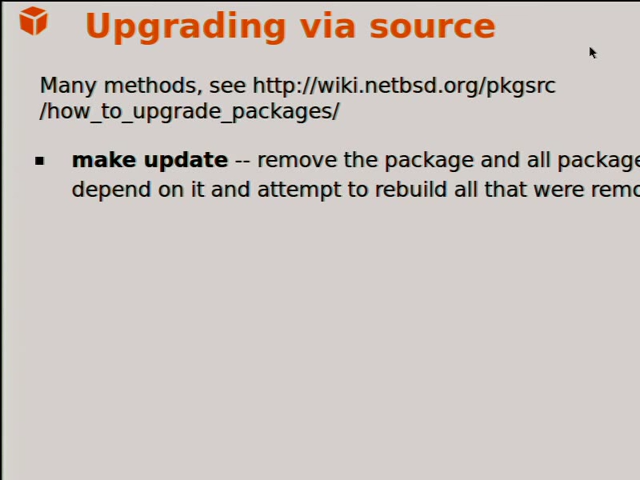 Upgrading via source
Many methods, see http://wiki.netbsd.org/pkgsrc
/how_to_upgrade_packages/
make update -- remove the package and all package
depend on it and attempt to rebuild all that were remo